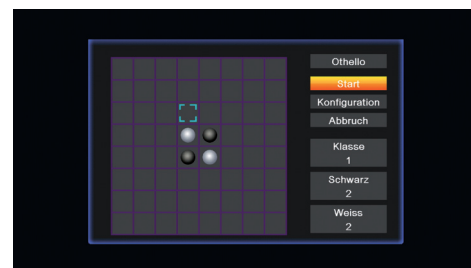 Othello
Start
Konfiguration
Abbruch
Klasse
1
Schwarz
2
Weiss
2